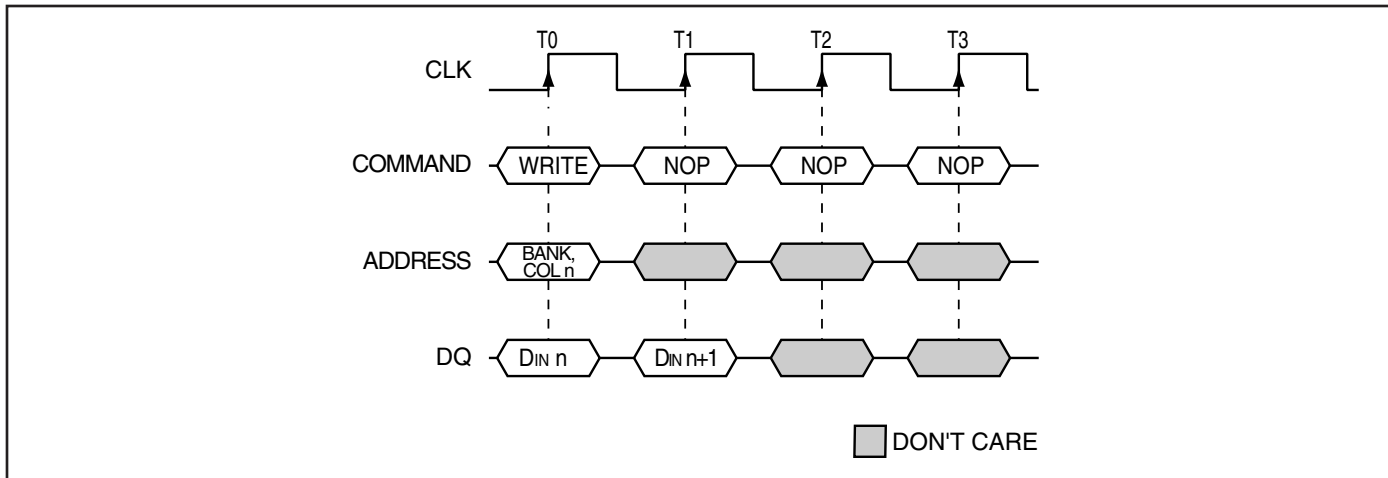 T0 T1 T2 T3
CLK
COMMAND WRITE NOP NOP NOP
ADDRESS BANK, COL n
DQ DIN n DIN n+1
DON'T CARE